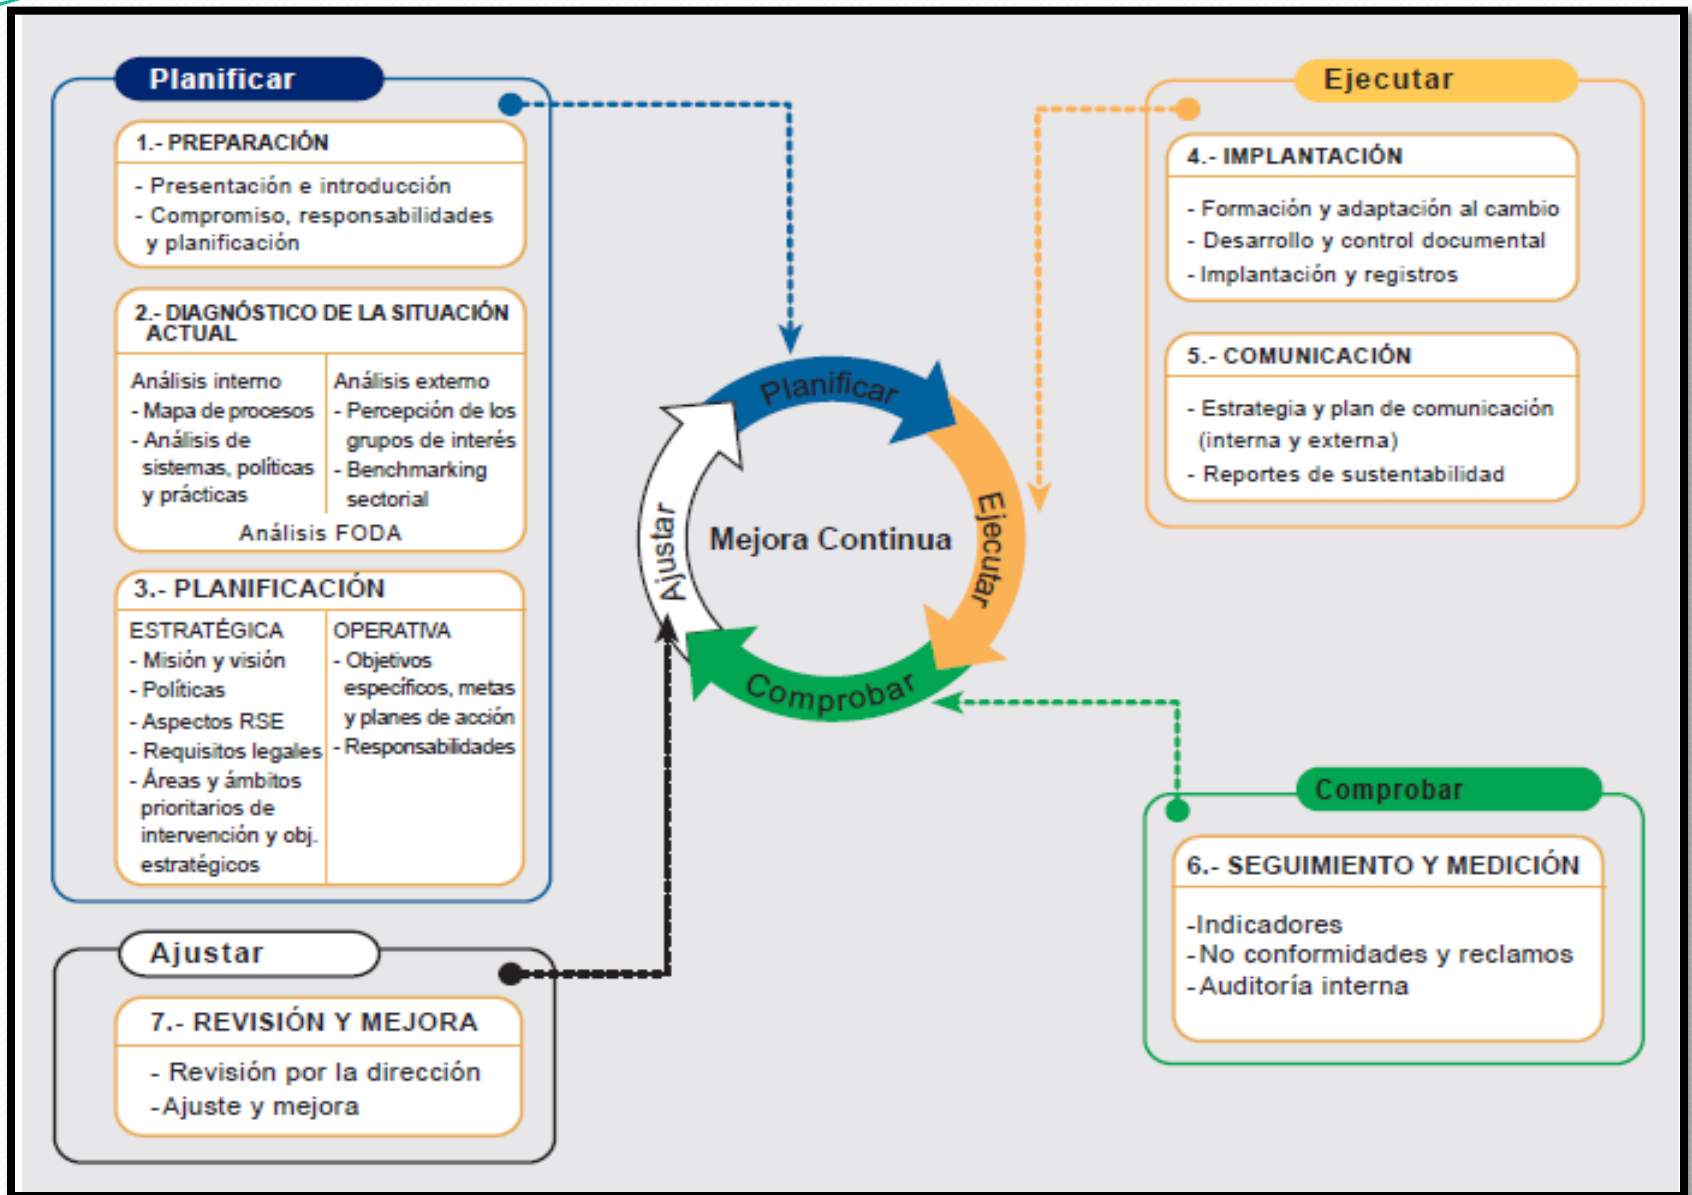 Planificar
1.- PREPARACIÓN
- Presentación e introducción
- Compromiso, responsabilidades
y planificación
2.- DIAGNÓSTICO DE LA SITUACIÓN
ACTUAL
Análisis interno
- Mapa de procesos
- Análisis de
sistemas, políticas
y prácticas
Análisis externo
- Percepción de los
grupos de interés
- Benchmarking
sectorial
Análisis FODA
3.- PLANIFICACIÓN
ESTRATÉGICA
- Misión y visión
- Políticas
- Aspectos RSE
- Requisitos legales
- Áreas y ámbitos
prioritarios de
intervención y obj.
estratégicos
OPERATIVA
- Objetivos
específicos, metas
y planes de acción
- Responsabilidades
Ejecutar
4.- IMPLANTACIÓN
- Formación y adaptación al cambio
- Desarrollo y control documental
- Implantación y registros
5.- COMUNICACIÓN
- Estrategia y plan de comunicación
(interna y externa)
- Reportes de sustentabilidad
Planificar
Ejecutar
Comprobar
Ajustar
Mejora Continua
Comprobar
6.- SEGUIMIENTO Y MEDICIÓN
-Indicadores
-No conformidades y reclamos
-Auditoría interna
Ajustar
7.- REVISIÓN Y MEJORA
- Revisión por la dirección
-Ajuste y mejora